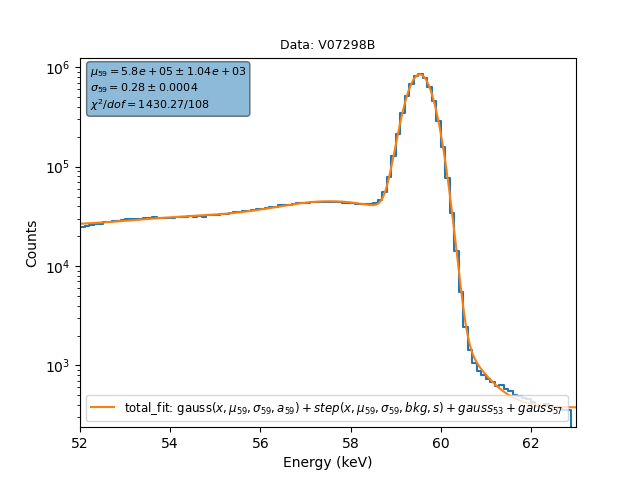 Data: V07298B
μ₅₉ = 5.8e + 05 ± 1.04e + 03
σ₅₉ = 0.28 ± 0.0004
χ²/dof = 1430.27/108
10⁶
10⁵
10⁴
10³
Counts
total_fit: gauss(x, μ₅₉, σ₅₉, a₅₉) + step(x, μ₅₉, σ₅₉, bkg, s) + gauss₅₃ + gauss₅₇
52 54 56 58 60 62
Energy (keV)